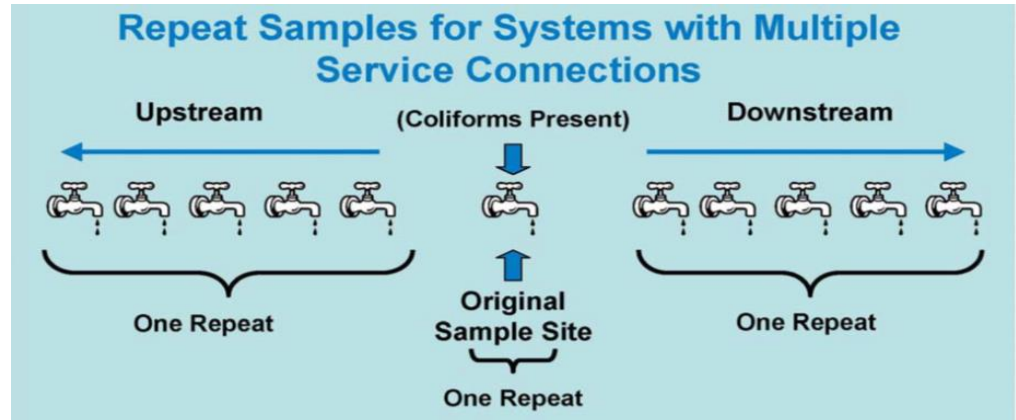 Repeat Samples for Systems with Multiple
Service Connections
Upstream
(Coliforms Present)
Downstream
One Repeat
Original
Sample Site
One Repeat
One Repeat